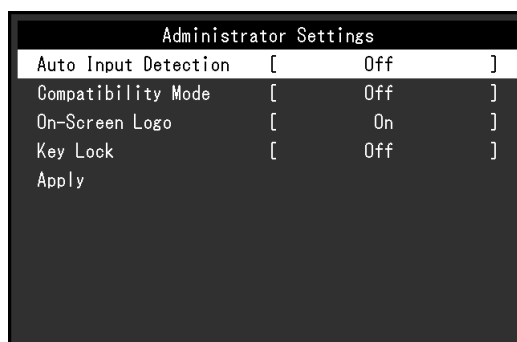 Administrator Settings
Auto Input Detection [ Off ]
Compatibility Mode [ Off ]
On-Screen Logo [ On ]
Key Lock [ Off ]
Apply